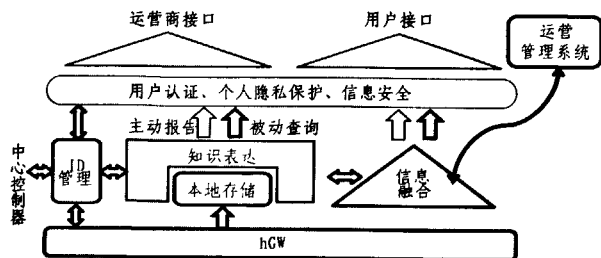 运营商接口
用户接口
运营
管理系统
用户认证、个人隐私保护、信息安全
主动报告
被动查询
中心控制器
ID
管理
知识表达
本地存储
信息
融合
hGW